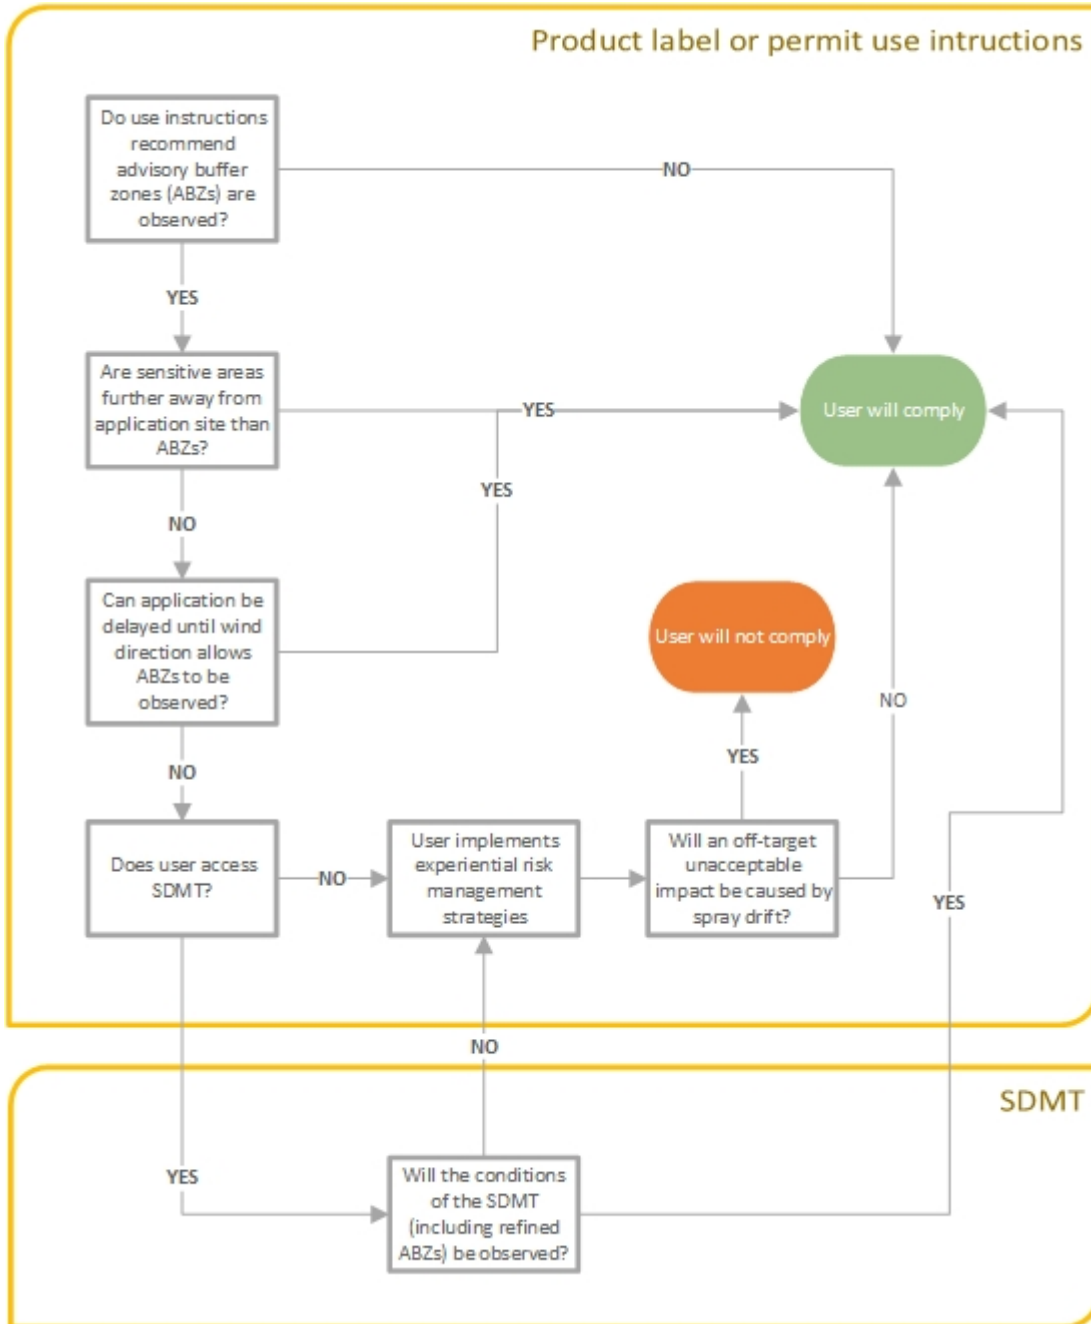 Product label or permit use intructions
Do use instructions
recommend
advisory buffer
zones (ABZs) are
observed?
NO
YES
Are sensitive areas
further away from
application site than
ABZs?
YES
User will comply
YES
NO
Can application be
delayed until wind
direction allows
ABZs to be
observed?
User will not comply
NO
NO
YES
Does user access
SDMT?
NO
User implements
experiential risk
management
strategies
Will an off-target
unacceptable
impact be caused by
spray drift?
YES
NO
SDMT
YES
Will the conditions
of the SDMT
(including refined
ABZs) be observed?